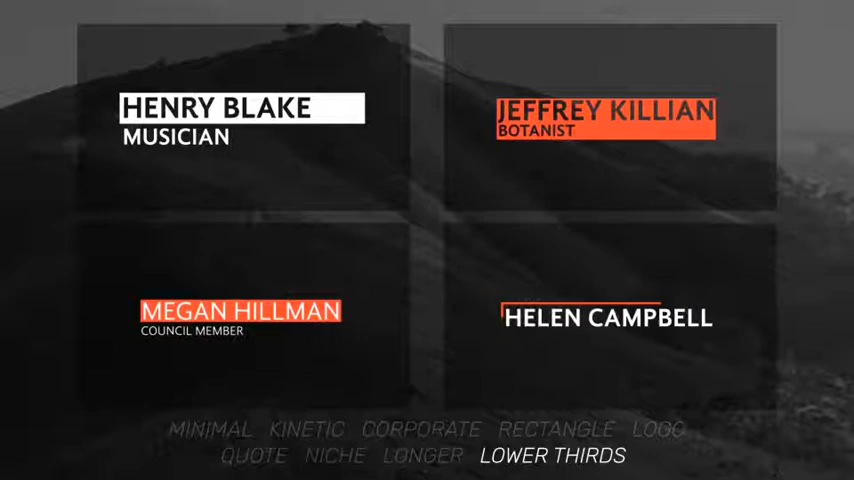 HENRY BLAKE
MUSICIAN
JEFFREY KILLIAN
BOTANIST
MEGAN HILLMAN
COUNCIL MEMBER
HELEN CAMPBELL
MINIMAL KINETIC CORPORATE RECTANGLE LOGO
QUOTE NICHE LONGER LOWER THIRDS